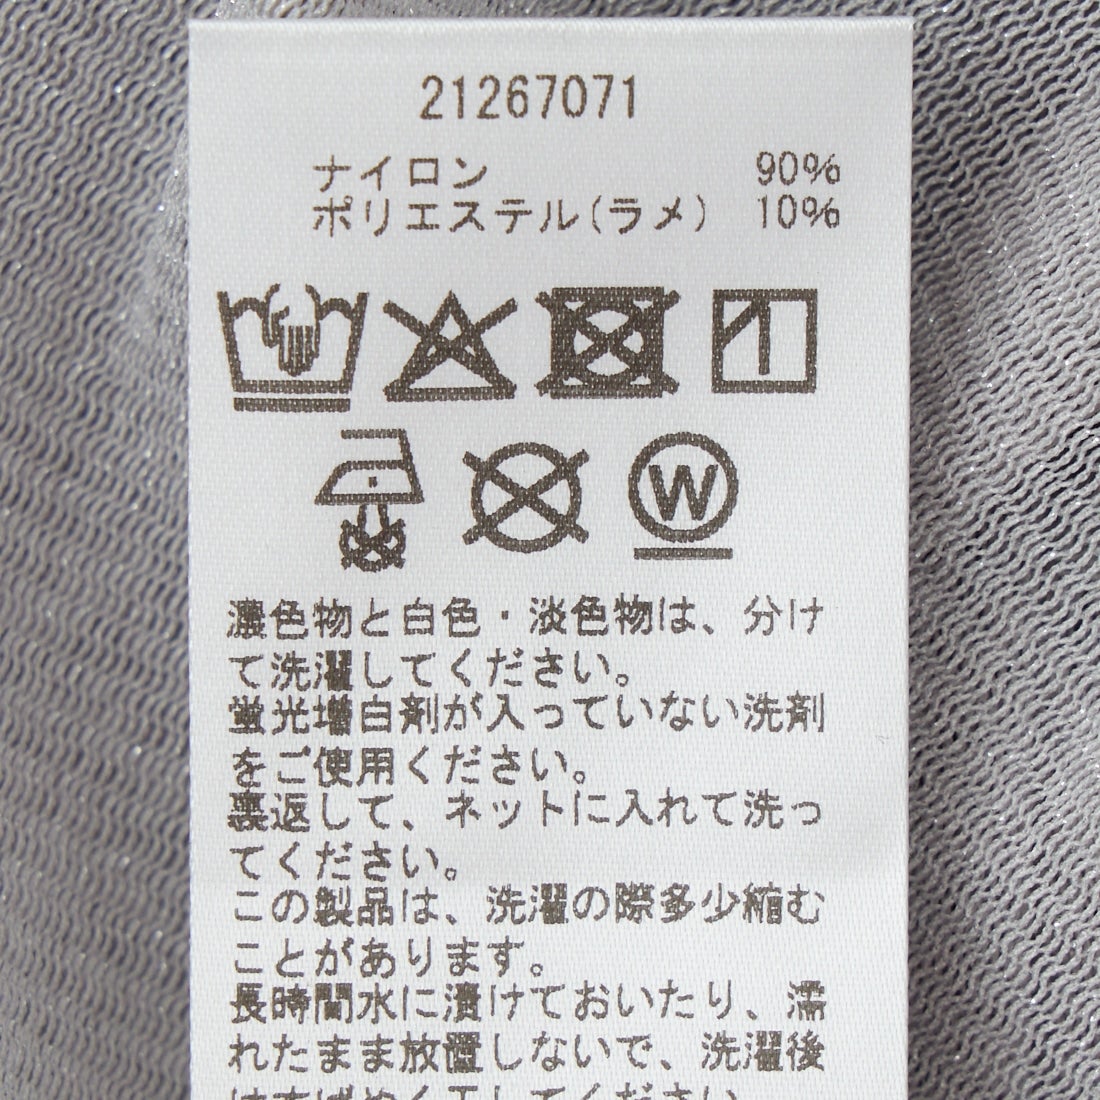 21267071
ナイロン 90%
ポリエステル(ラメ) 10%
W
濃色物と白色・淡色物は、分け
て洗濯してください。
蛍光増白剤が入っていない洗剤
をご使用ください。
裏返して、ネットに入れて洗っ
てください。
この製品は、洗濯の際多少縮む
ことがあります。
長時間水に漬けておいたり、濡
れたまま放置しないで、洗濯後